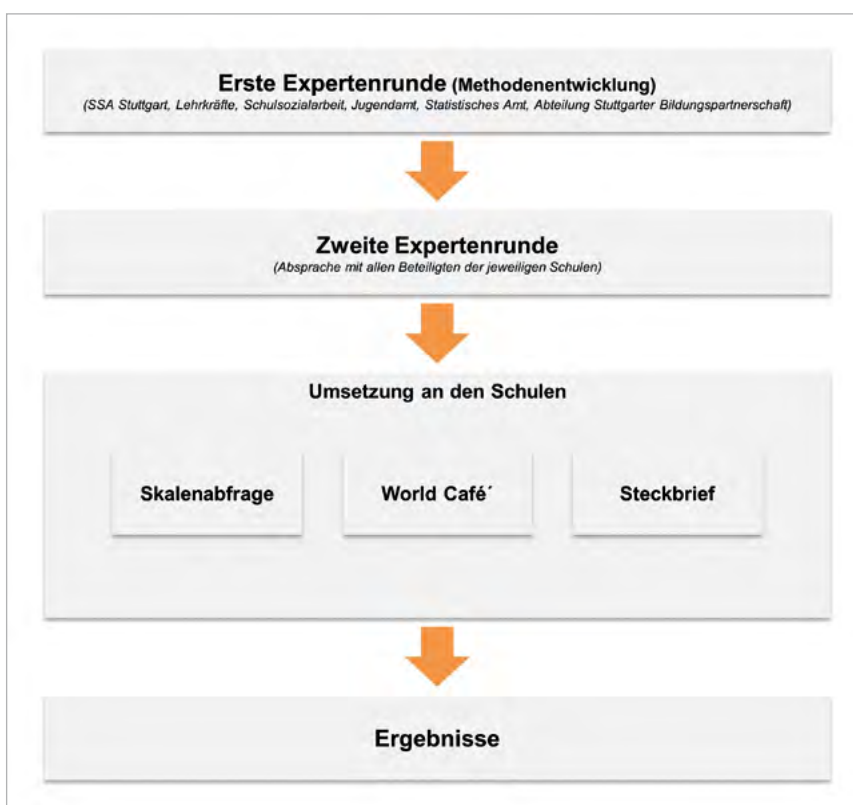 Erste Expertenrunde (Methodenentwicklung)
(SSA Stuttgart, Lehrkräfte, Schulsozialarbeit, Jugendamt, Statistisches Amt, Abteilung Stuttgarter Bildungspartnerschaft)
Zweite Expertenrunde
(Absprache mit allen Beteiligten der jeweiligen Schulen)
Umsetzung an den Schulen
Skalenabfrage
World Café´
Steckbrief
Ergebnisse